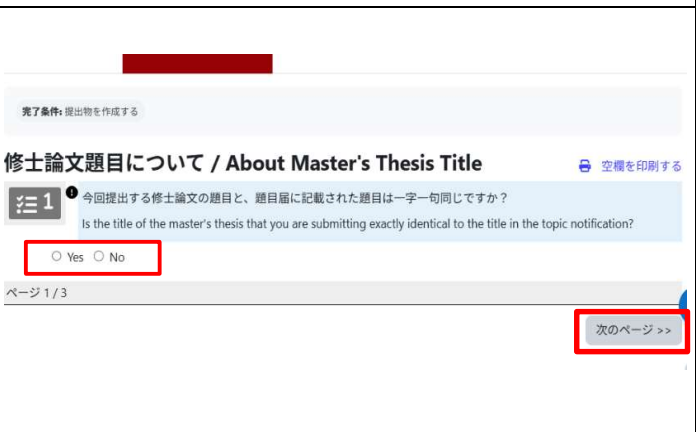 完了条件: 提出物を作成する
修士論文題目について / About Master's Thesis Title
空欄を印刷する
1
今回提出する修士論文の題目と、題目届に記載された題目は一字一句同じですか？
Is the title of the master's thesis that you are submitting exactly identical to the title in the topic notification?
Yes No
ページ 1 / 3
次のページ >>